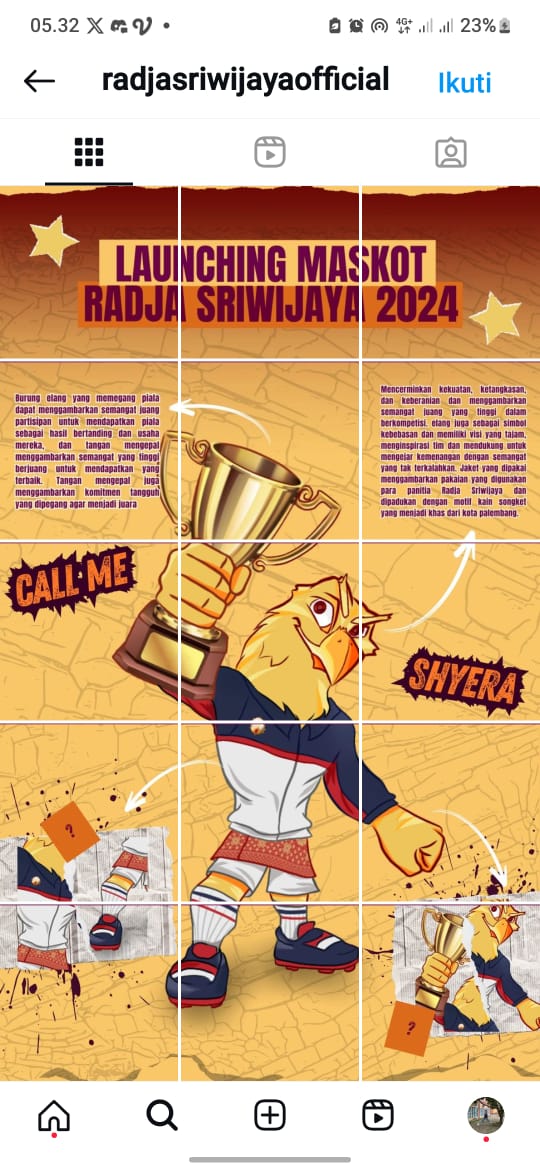 05.32
4G+
23%
radjasriwijayaofficial
Ikuti
LAUNCHING MASKOT
RADJA SRIWIJAYA 2024
Burung elang yang memegang piala
dapat menggambarkan semangat juang
partisipan untuk mendapatkan piala
sebagai hasil bertanding dan usaha
mereka, dan tangan mengepal
menggambarkan semangat yang tinggi
berjuang untuk mendapatkan yang
terbaik. Tangan mengepal juga
menggambarkan komitmen tangguh
yang dipegang agar menjadi juara
Mencerminkan kekuatan, ketangkasan,
dan keberanian dan menggambarkan
semangat juang yang tinggi dalam
berkompetisi. elang juga sebagai simbol
kebebasan dan memiliki visi yang tajam,
menginspirasi tim dan mendukung untuk
mengejar kemenangan dengan semangat
yang tak terkalahkan. Jaket yang dipakai
menggambarkan pakaian yang digunakan
para panitia Radja Sriwijaya dan
dipadukan dengan motif kain songket
yang menjadi khas dari kota palembang.
CALL ME
SHYERA
?
?